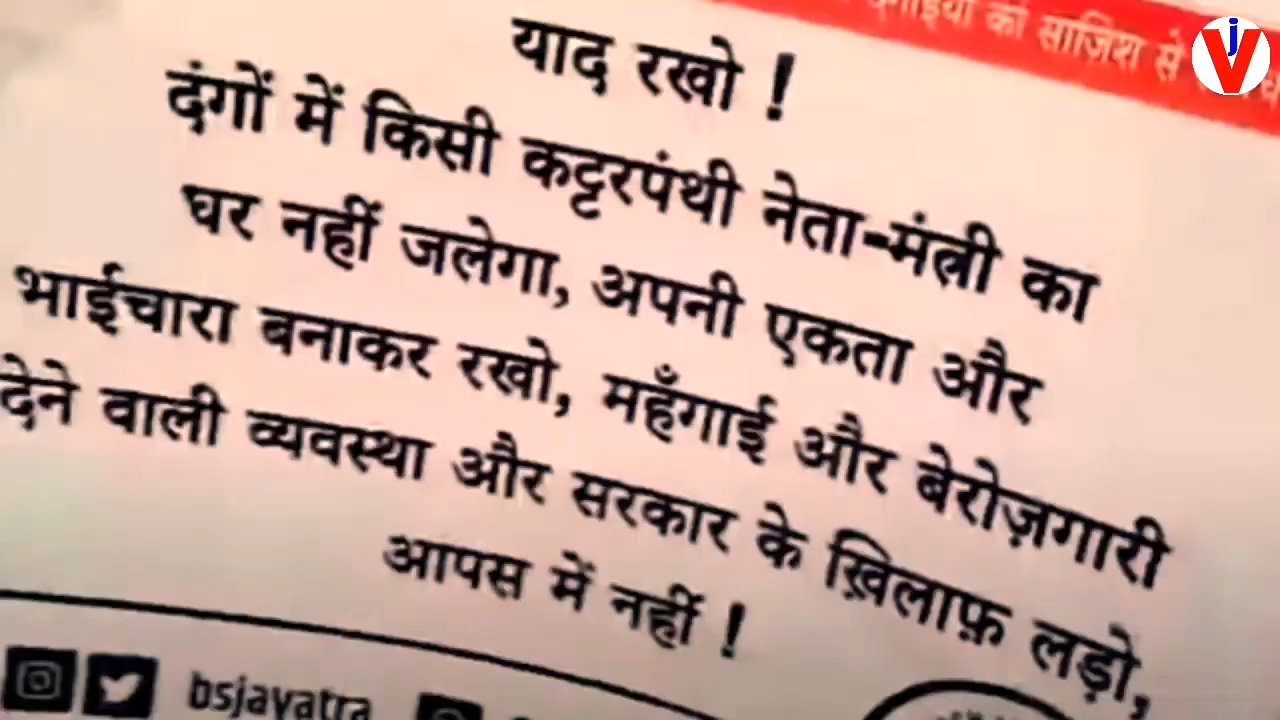 की साज़िश से
याद रखो !
दंगों में किसी कट्टरपंथी नेता-मंत्री का
घर नहीं जलेगा, अपनी एकता और
भाईचारा बनाकर रखो, महँगाई और बेरोज़गारी
देने वाली व्यवस्था और सरकार के ख़िलाफ़ लड़ो,
आपस में नहीं !
bsjayatra
jV